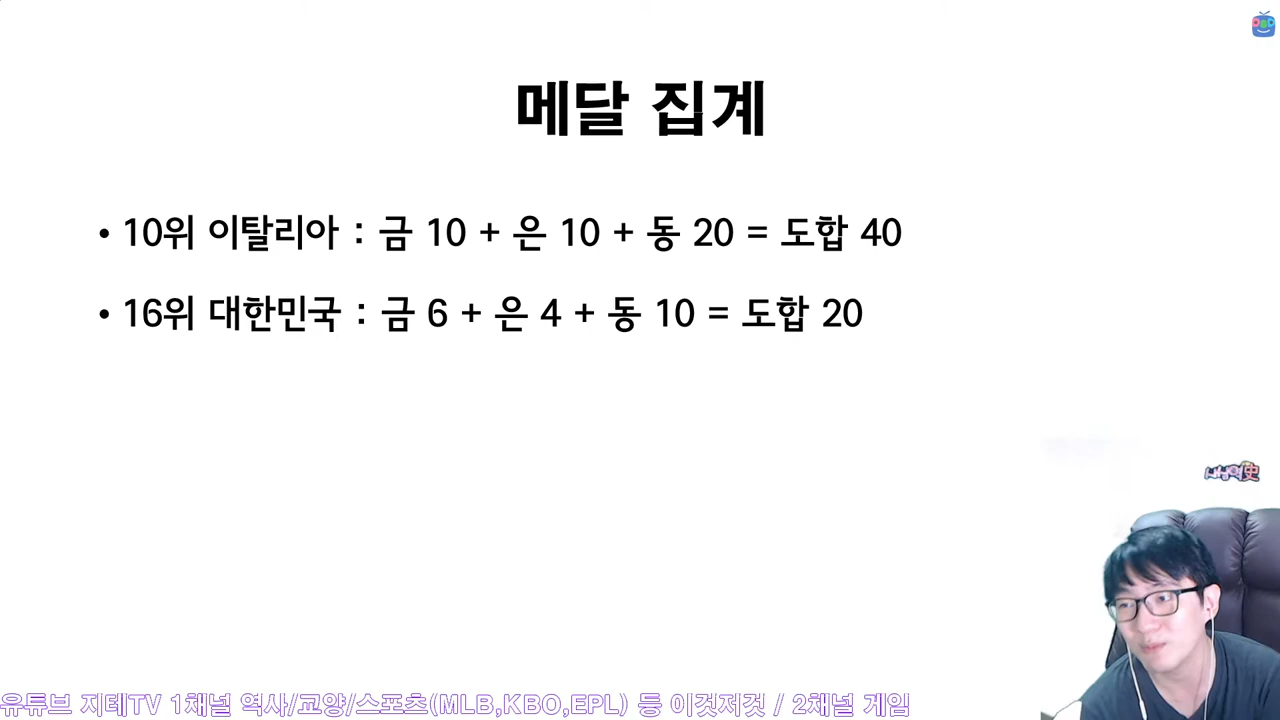 메달 집계
• 10위 이탈리아 : 금 10 + 은 10 + 동 20 = 도합 40
• 16위 대한민국 : 금 6 + 은 4 + 동 10 = 도합 20
유튜브 지테TV 1채널 역사/교양/스포츠(MLB,KBO,EPL) 등 이것저것 / 2채널 게임